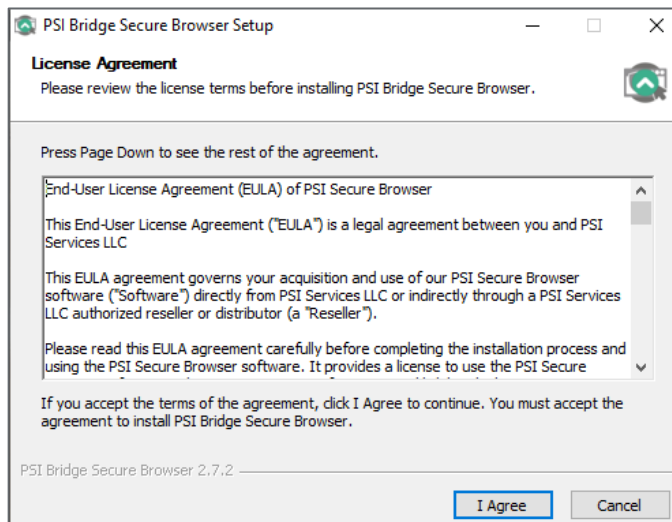 PSI Bridge Secure Browser Setup
License Agreement
Please review the license terms before installing PSI Bridge Secure Browser.
Press Page Down to see the rest of the agreement.
End-User License Agreement (EULA) of PSI Secure Browser
This End-User License Agreement ("EULA") is a legal agreement between you and PSI
Services LLC
This EULA agreement governs your acquisition and use of our PSI Secure Browser
software ("Software") directly from PSI Services LLC or indirectly through a PSI Services
LLC authorized reseller or distributor (a "Reseller").
Please read this EULA agreement carefully before completing the installation process and
using the PSI Secure Browser software. It provides a license to use the PSI Secure
If you accept the terms of the agreement, click I Agree to continue. You must accept the
agreement to install PSI Bridge Secure Browser.
PSI Bridge Secure Browser 2.7.2
I Agree
Cancel